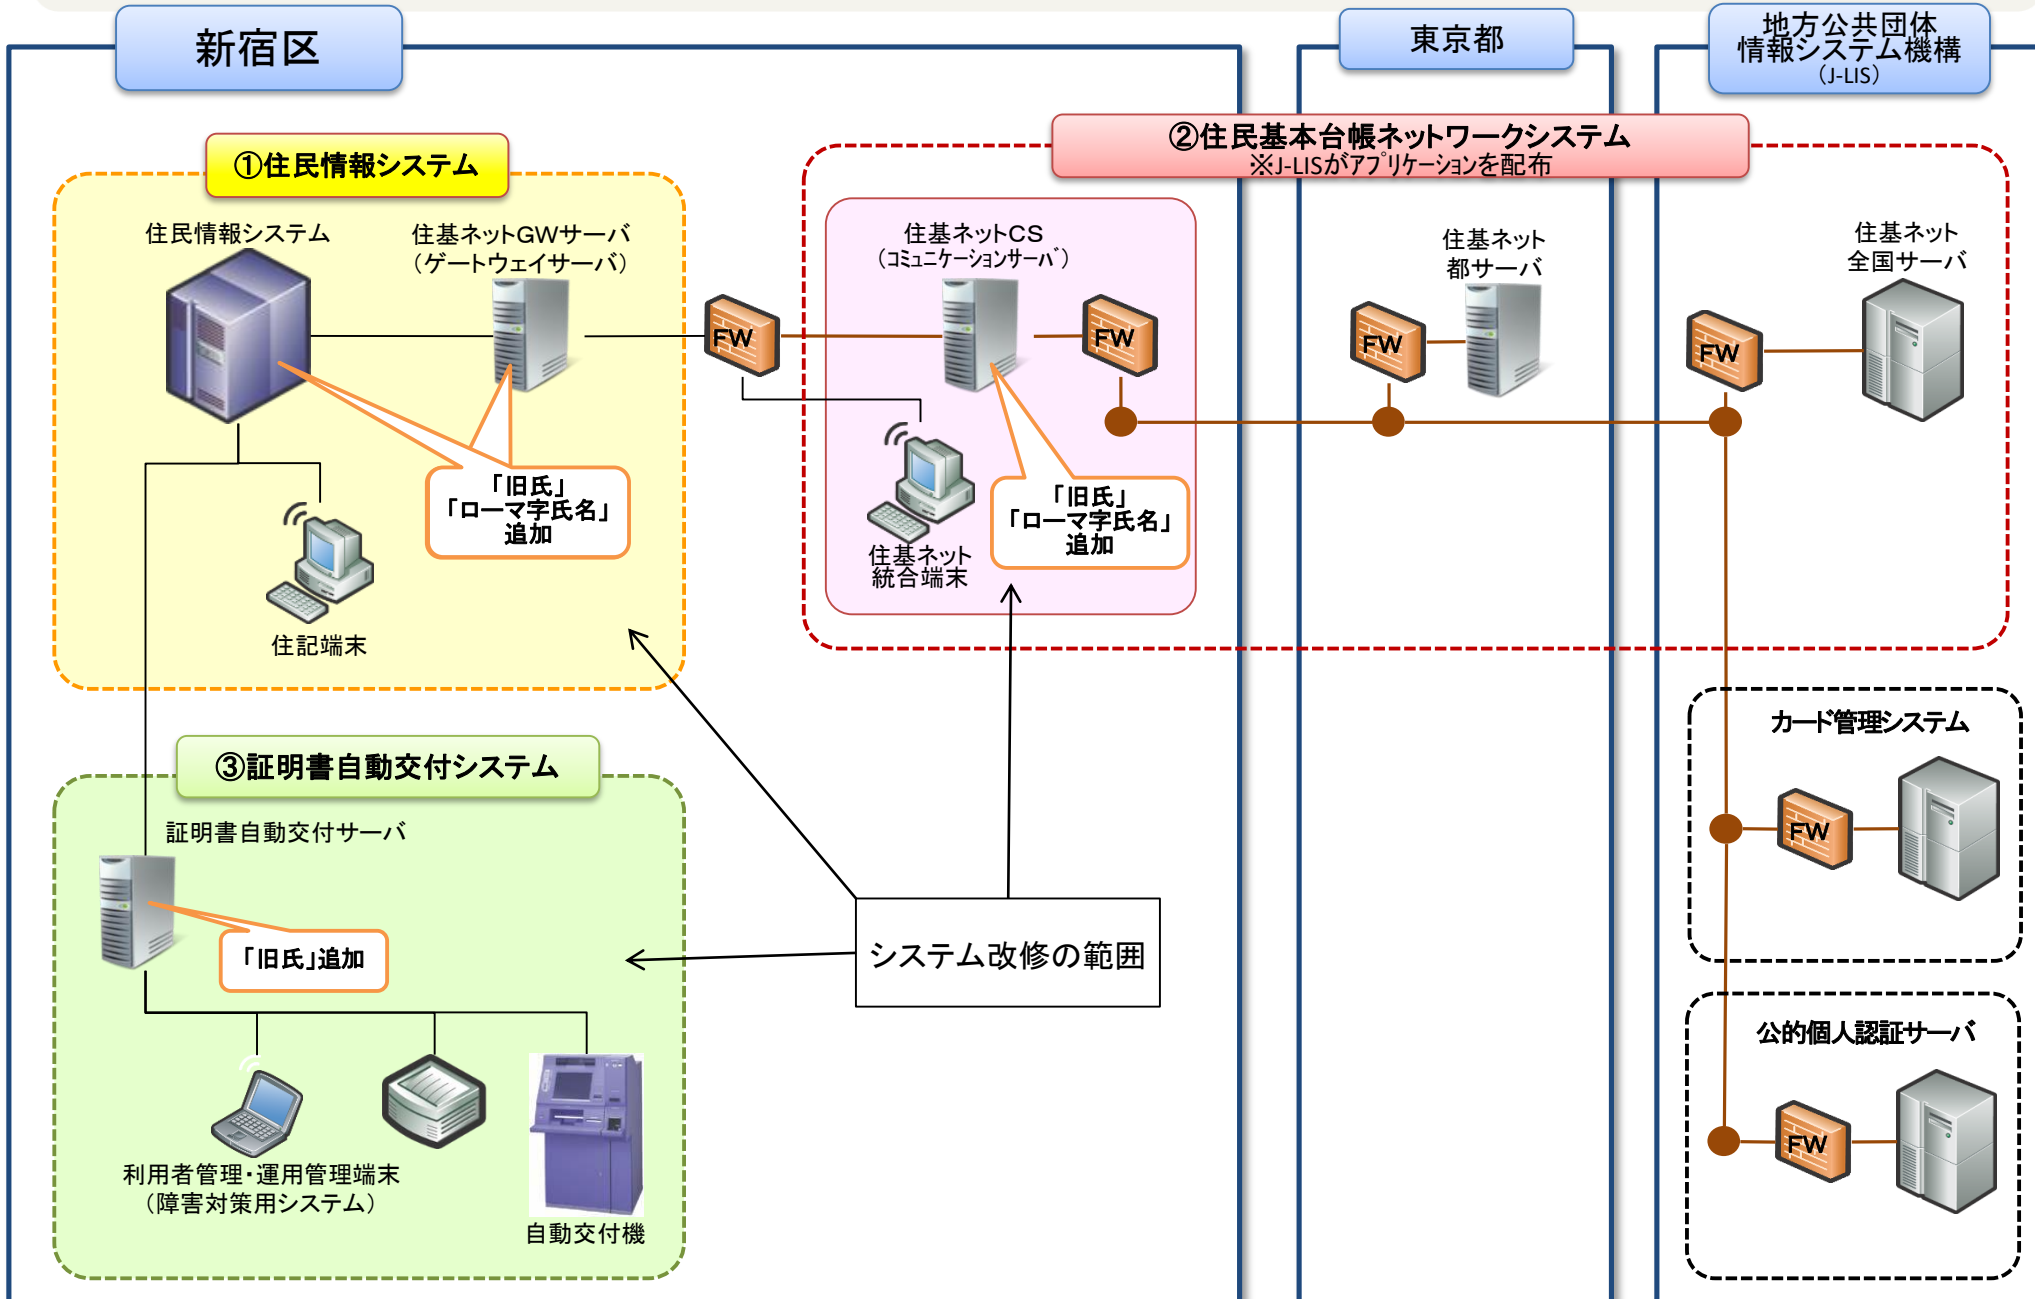 新宿区
東京都
地方公共団体
情報システム機構
（J-LIS）
①住民情報システム
②住民基本台帳ネットワークシステム
※J-LISがアプリケーションを配布
住民情報システム
住基ネットGWサーバ
（ゲートウェイサーバ）
住基ネットCS
（コミュニケーションサーバ）
住基ネット
都サーバ
住基ネット
全国サーバ
FW
FW
FW
FW
「旧氏」
「ローマ字氏名」
追加
「旧氏」
「ローマ字氏名」
追加
住基ネット
統合端末
住記端末
カード管理システム
FW
③証明書自動交付システム
証明書自動交付サーバ
「旧氏」追加
システム改修の範囲
公的個人認証サーバ
FW
利用者管理・運用管理端末
（障害対策用システム）
自動交付機